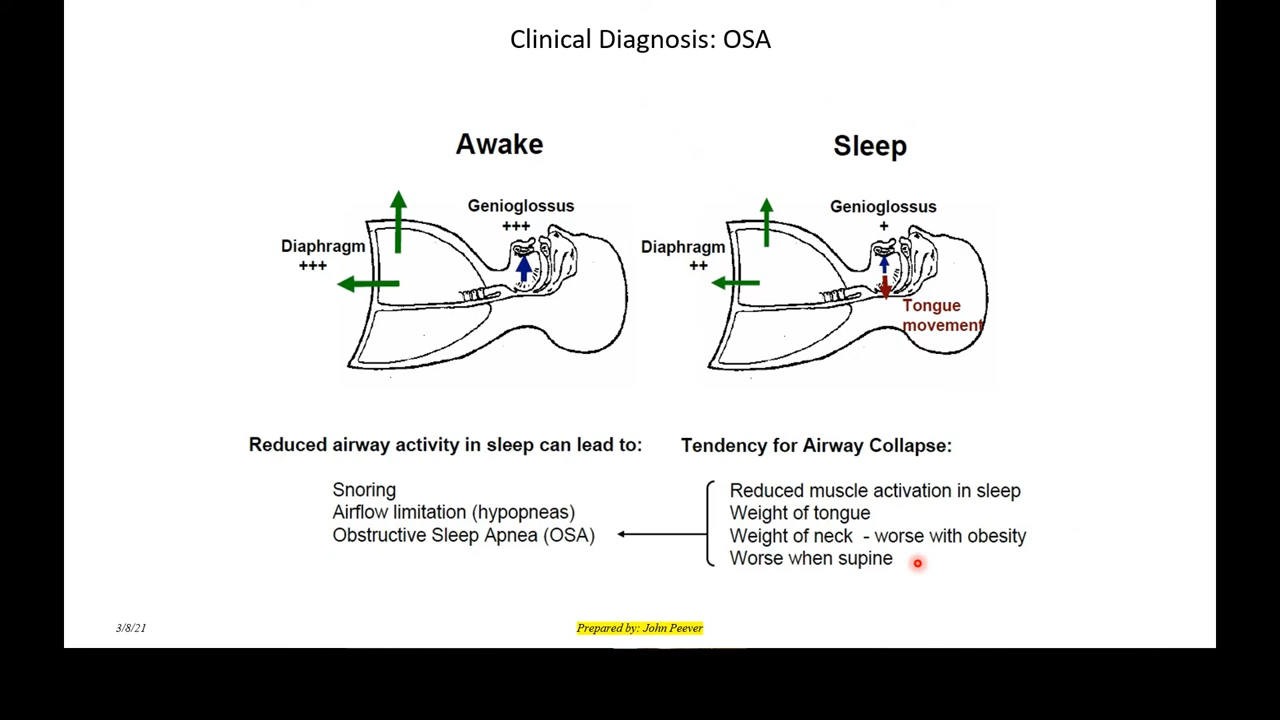 Clinical Diagnosis: OSA
Awake
Genioglossus
+++
Diaphragm
+++
Sleep
Genioglossus
+
Diaphragm
++
Tongue
movement
Reduced airway activity in sleep can lead to:
Snoring
Airflow limitation (hypopneas)
Obstructive Sleep Apnea (OSA)
Tendency for Airway Collapse:
Reduced muscle activation in sleep
Weight of tongue
Weight of neck - worse with obesity
Worse when supine
3/8/21
Prepared by: John Peever